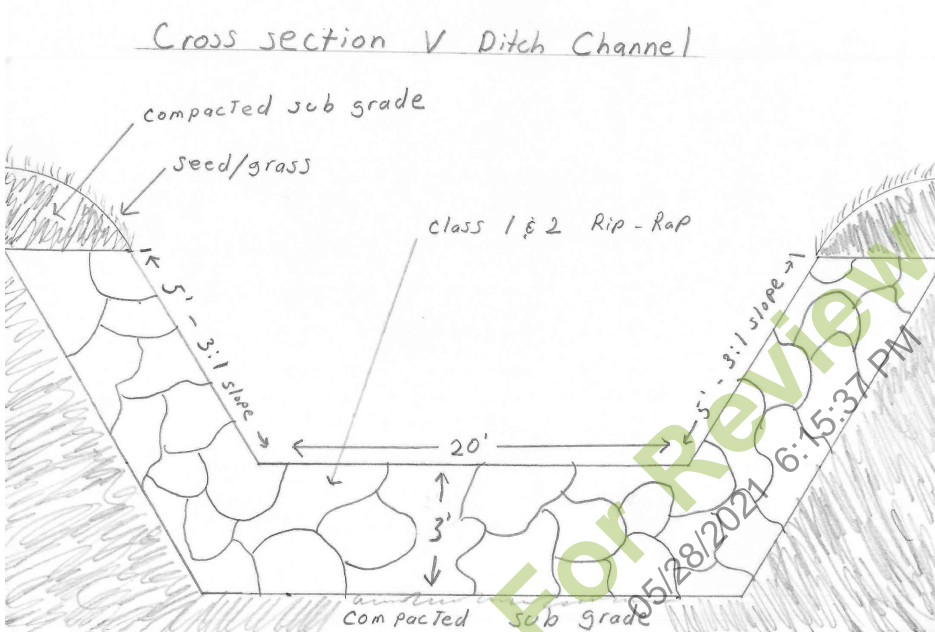 Cross section V Ditch Channel
compacted sub grade
seed/grass
class 1 & 2 Rip-Rap
5' - 3:1 slope
5' - 3:1 slope
20'
3'
compacted sub grade
For Review
05/28/2021 6:15:37 PM